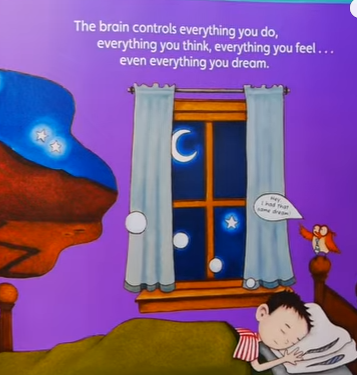 The brain controls everything you do,
everything you think, everything you feel . . .
even everything you dream.
Hey,
I had that
same dream!